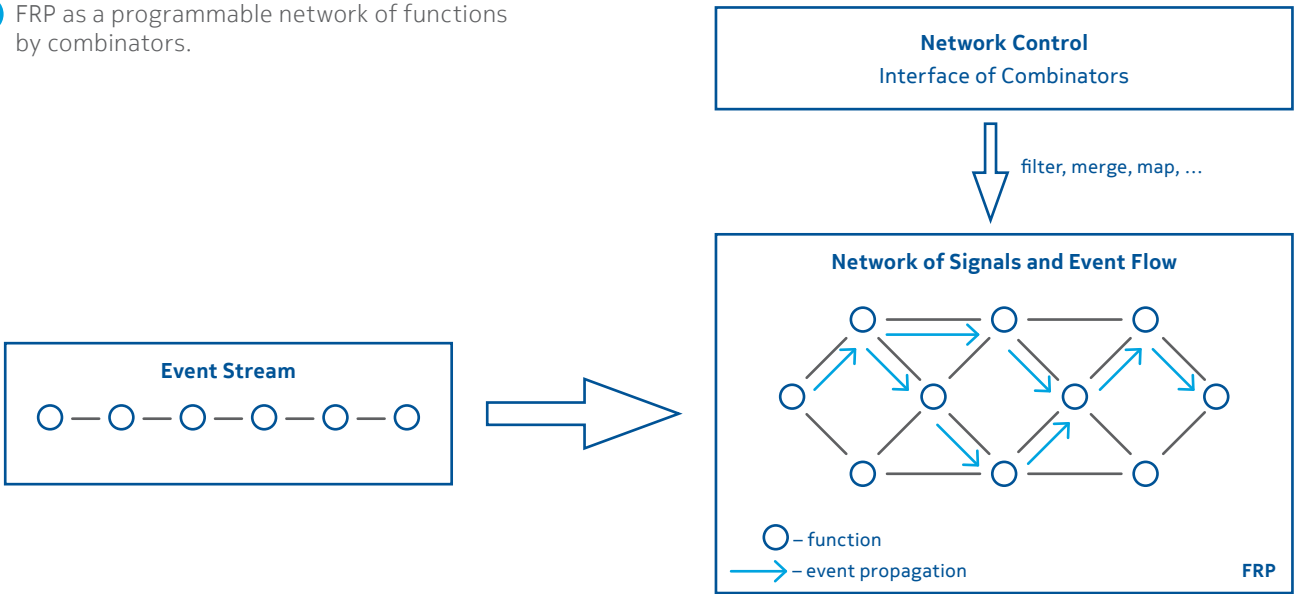 FRP as a programmable network of functions
by combinators.
Network Control
Interface of Combinators
filter, merge, map, ...
Network of Signals and Event Flow
Event Stream
– function
– event propagation
FRP